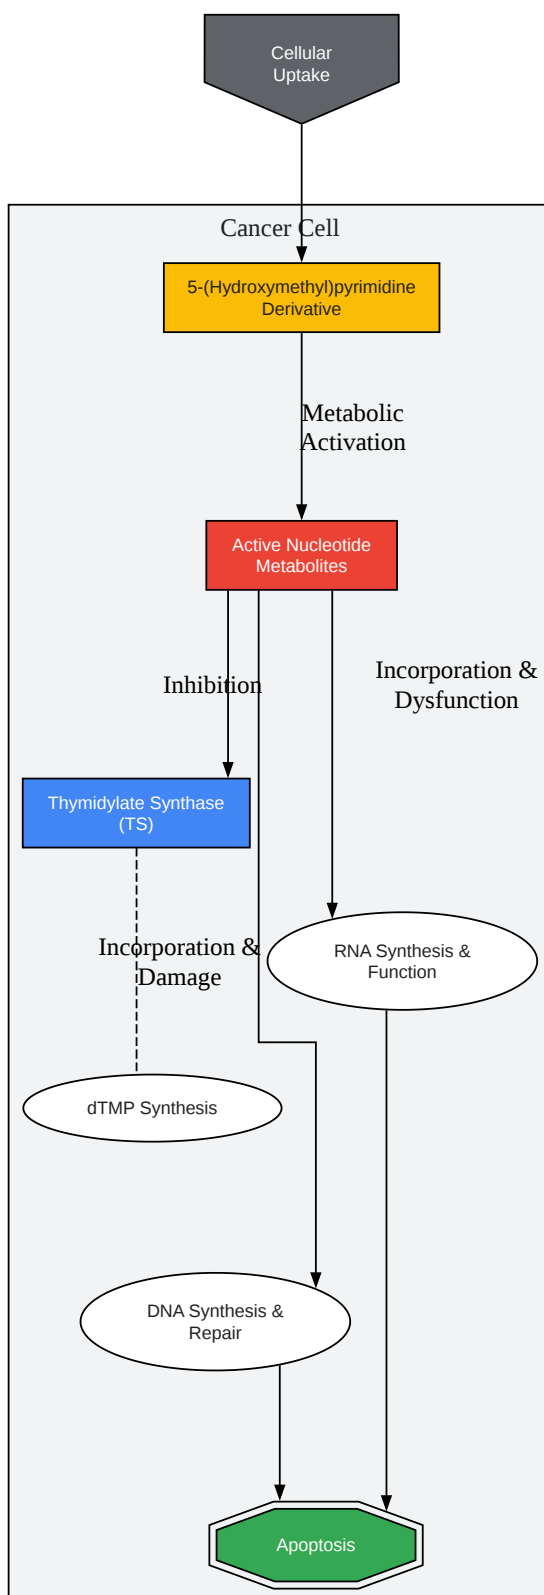 Cellular
Uptake
Cancer Cell
5-(Hydroxymethyl)pyrimidine
Derivative
Metabolic
Activation
Active Nucleotide
Metabolites
Inhibition
Incorporation &
Dysfunction
Thymidylate Synthase
(TS)
Incorporation &
Damage
RNA Synthesis &
Function
dTMP Synthesis
DNA Synthesis &
Repair
Apoptosis